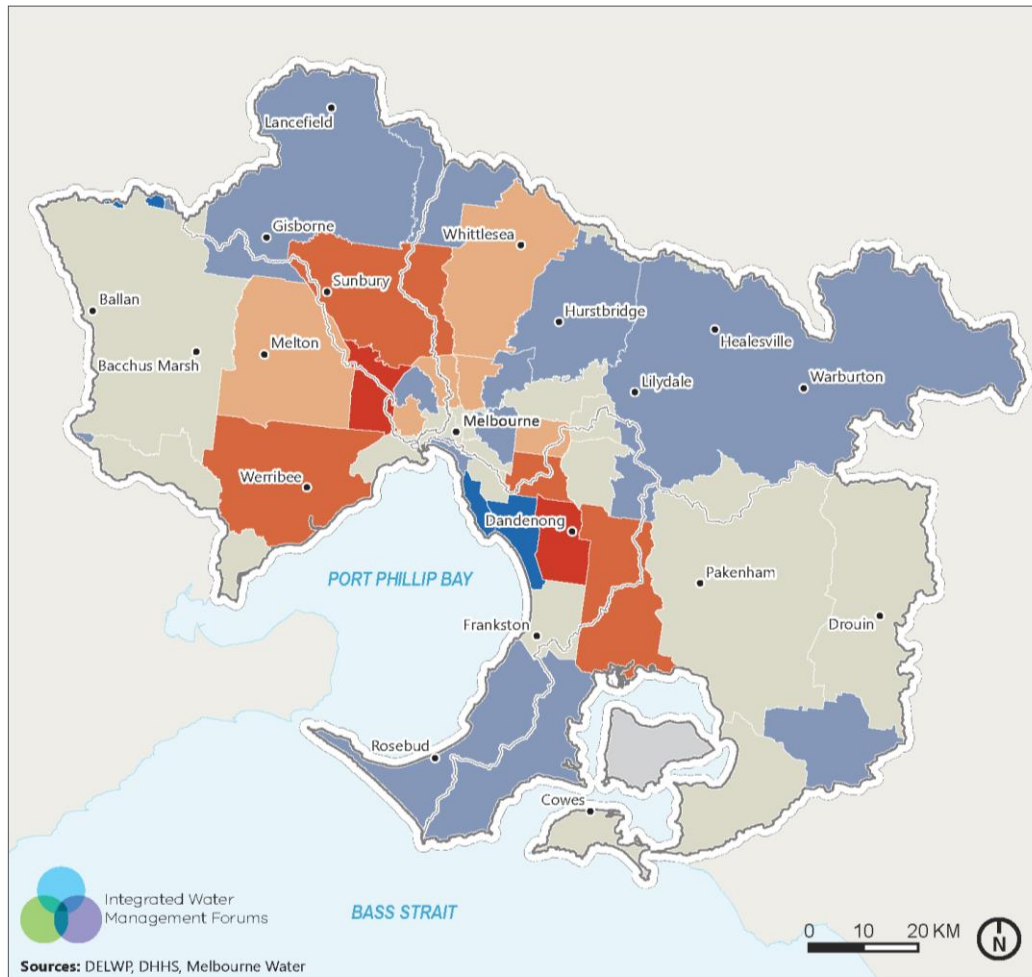 Lancefield
Gisborne
Whittlesea
Sunbury
Ballan
Hurstbridge
Healesville
Melton
Bacchus Marsh
Lilydale
Warburton
Melbourne
Werribee
Dandenong
PORT PHILLIP BAY
Pakenham
Frankston
Drouin
Rosebud
Cowes
Integrated Water
Management Forums
BASS STRAIT
0 10 20 KM
N
Sources: DELWP, DHHS, Melbourne Water